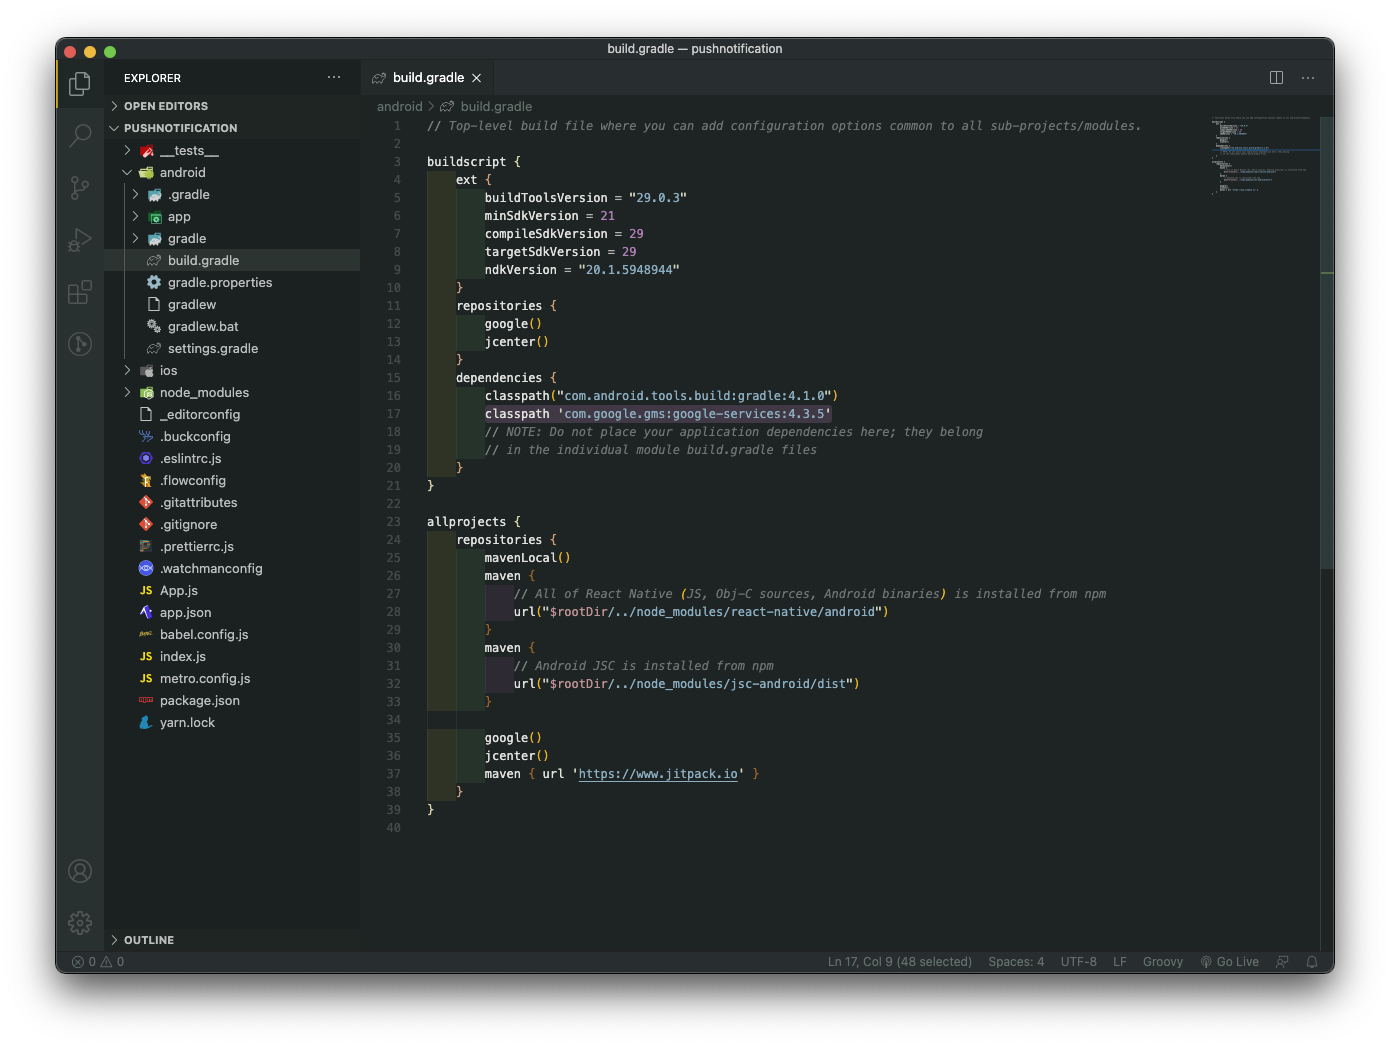 build.gradle — pushnotification
EXPLORER
OPEN EDITORS
PUSHNOTIFICATION
__tests__
android
.gradle
app
gradle
build.gradle
gradle.properties
gradlew
gradlew.bat
settings.gradle
ios
node_modules
_editorconfig
.buckconfig
.eslintrc.js
.flowconfig
.gitattributes
.gitignore
.prettierrc.js
.watchmanconfig
JS App.js
app.json
babel.config.js
JS index.js
JS metro.config.js
package.json
yarn.lock
OUTLINE
build.gradle
android > build.gradle
1 // Top-level build file where you can add configuration options common to all sub-projects/modules.
2
3 buildscript {
4 ext {
5 buildToolsVersion = "29.0.3"
6 minSdkVersion = 21
7 compileSdkVersion = 29
8 targetSdkVersion = 29
9 ndkVersion = "20.1.5948944"
10 }
11 repositories {
12 google()
13 jcenter()
14 }
15 dependencies {
16 classpath("com.android.tools.build:gradle:4.1.0")
17 classpath 'com.google.gms:google-services:4.3.5'
18 // NOTE: Do not place your application dependencies here; they belong
19 // in the individual module build.gradle files
20 }
21 }
22
23 allprojects {
24 repositories {
25 mavenLocal()
26 maven {
27 // All of React Native (JS, Obj-C sources, Android binaries) is installed from npm
28 url("$rootDir/../node_modules/react-native/android")
29 }
30 maven {
31 // Android JSC is installed from npm
32 url("$rootDir/../node_modules/jsc-android/dist")
33 }
34
35 google()
36 jcenter()
37 maven { url 'https://www.jitpack.io' }
38 }
39 }
40
0 0
Ln 17, Col 9 (48 selected) Spaces: 4 UTF-8 LF Groovy Go Live